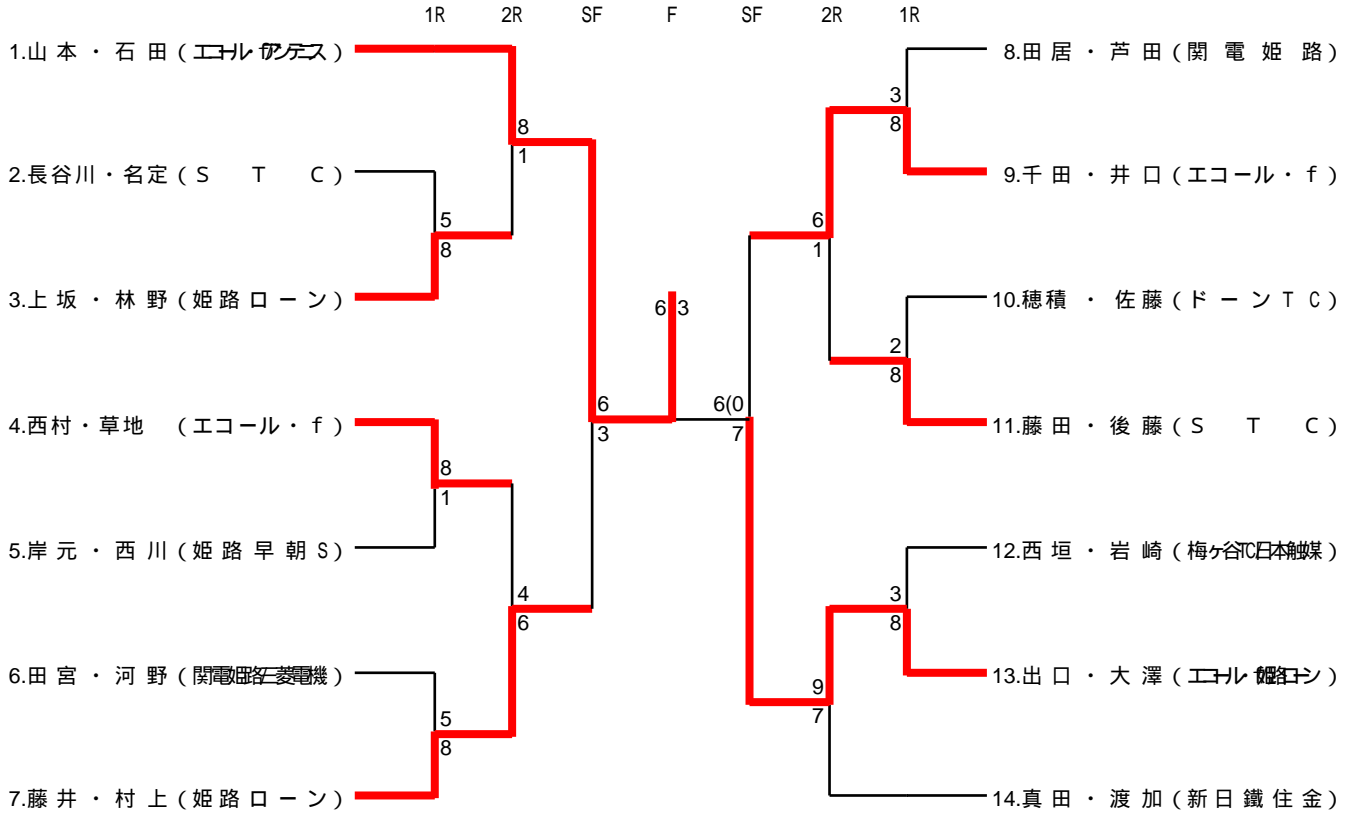 1R 2R SF F SF 2R 1R
1.山本・石田(エコール・f/アンテニス
2.長谷川・名定(S T C)
3.上坂・林野(姫路ローン)
4.西村・草地 (エコール・f)
5.岸元・西川(姫路早朝S)
6.田宮・河野(関電姫路/三菱電機)
7.藤井・村上(姫路ローン)
8
1
5
8
8
1
4
6
5
8
6
3
6 3
6(0
7
8.田居・芦田(関電姫路)
9.千田・井口(エコール・f)
10.穂積・佐藤(ドーンTC)
11.藤田・後藤(S T C)
12.西垣・岩崎(梅ヶ谷TC/日本触媒)
13.出口・大澤(エコール・f/姫路ローン)
14.真田・渡加(新日鐵住金)
3
8
6
1
2
8
3
8
9
7